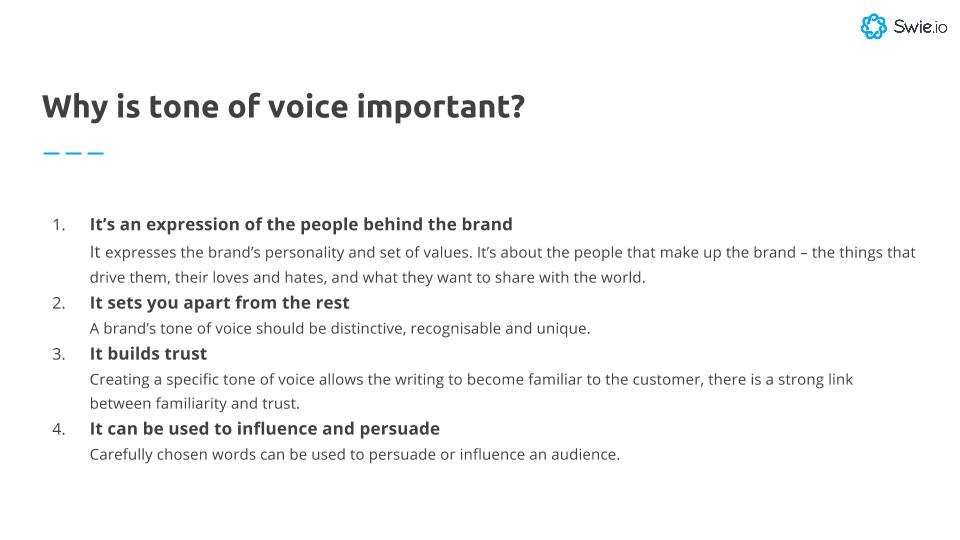 Swie.io
Why is tone of voice important?
1. It’s an expression of the people behind the brand
It expresses the brand’s personality and set of values. It’s about the people that make up the brand – the things that
drive them, their loves and hates, and what they want to share with the world.
2. It sets you apart from the rest
A brand’s tone of voice should be distinctive, recognisable and unique.
3. It builds trust
Creating a specific tone of voice allows the writing to become familiar to the customer, there is a strong link
between familiarity and trust.
4. It can be used to influence and persuade
Carefully chosen words can be used to persuade or influence an audience.